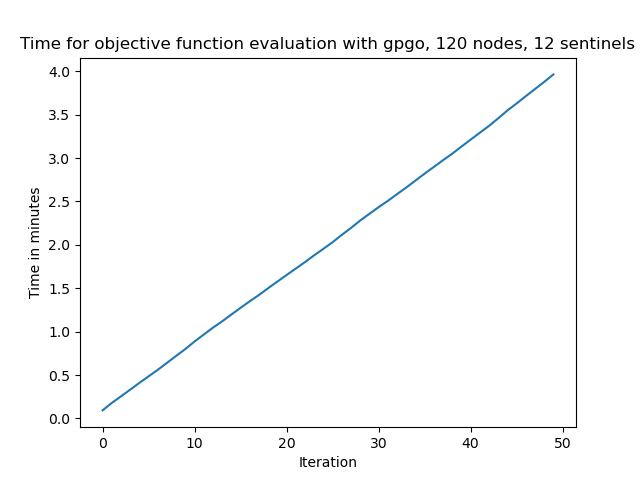 Time for objective function evaluation with gpgo, 120 nodes, 12 sentinels
4.0
3.5
3.0
2.5
2.0
1.5
1.0
0.5
0.0
Time in minutes
0 10 20 30 40 50
Iteration